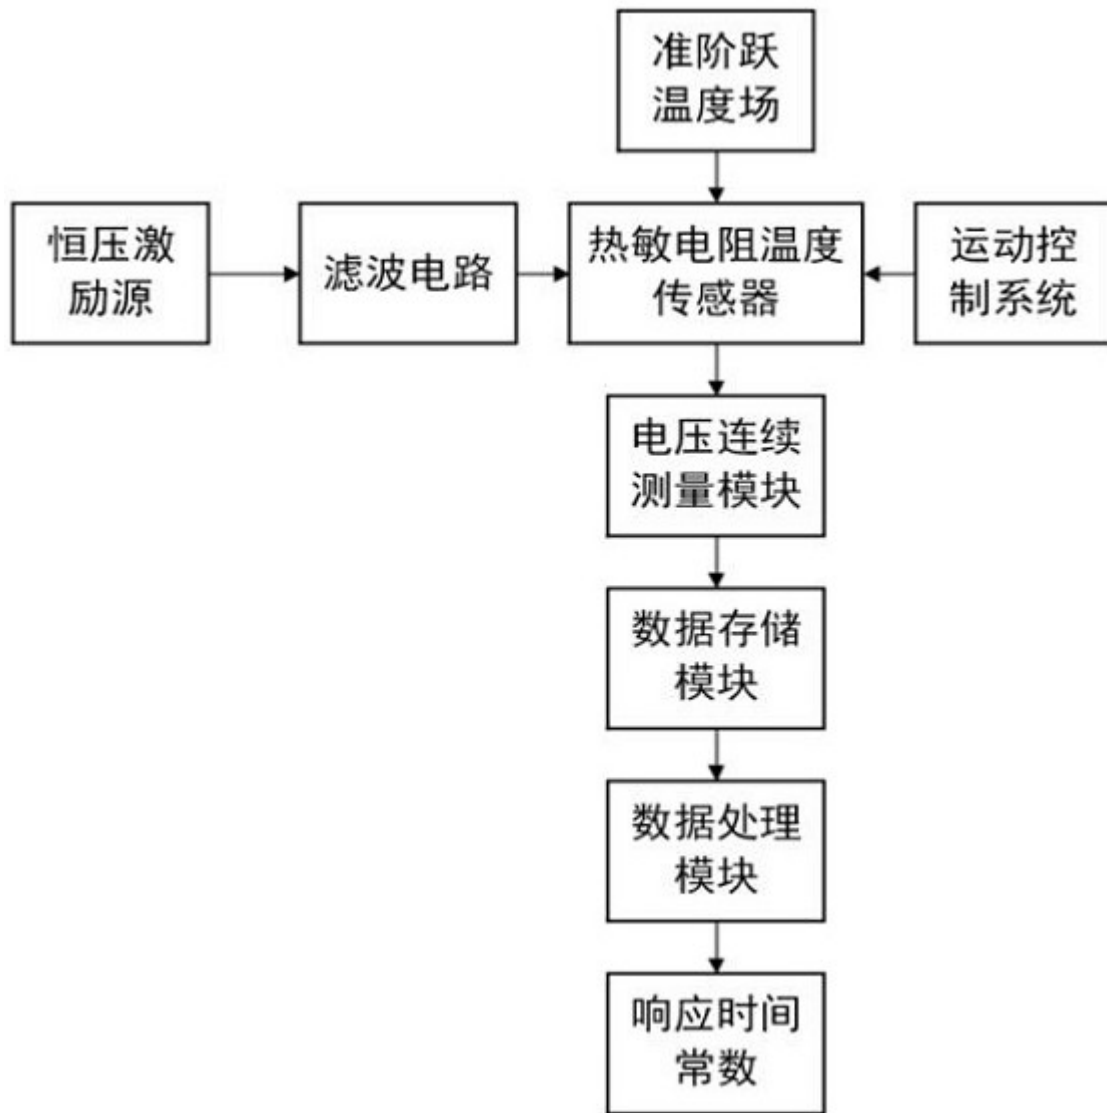 准阶跃
温度场
恒压激
励源
滤波电路
热敏电阻温度
传感器
运动控
制系统
电压连续
测量模块
数据存储
模块
数据处理
模块
响应时间
常数